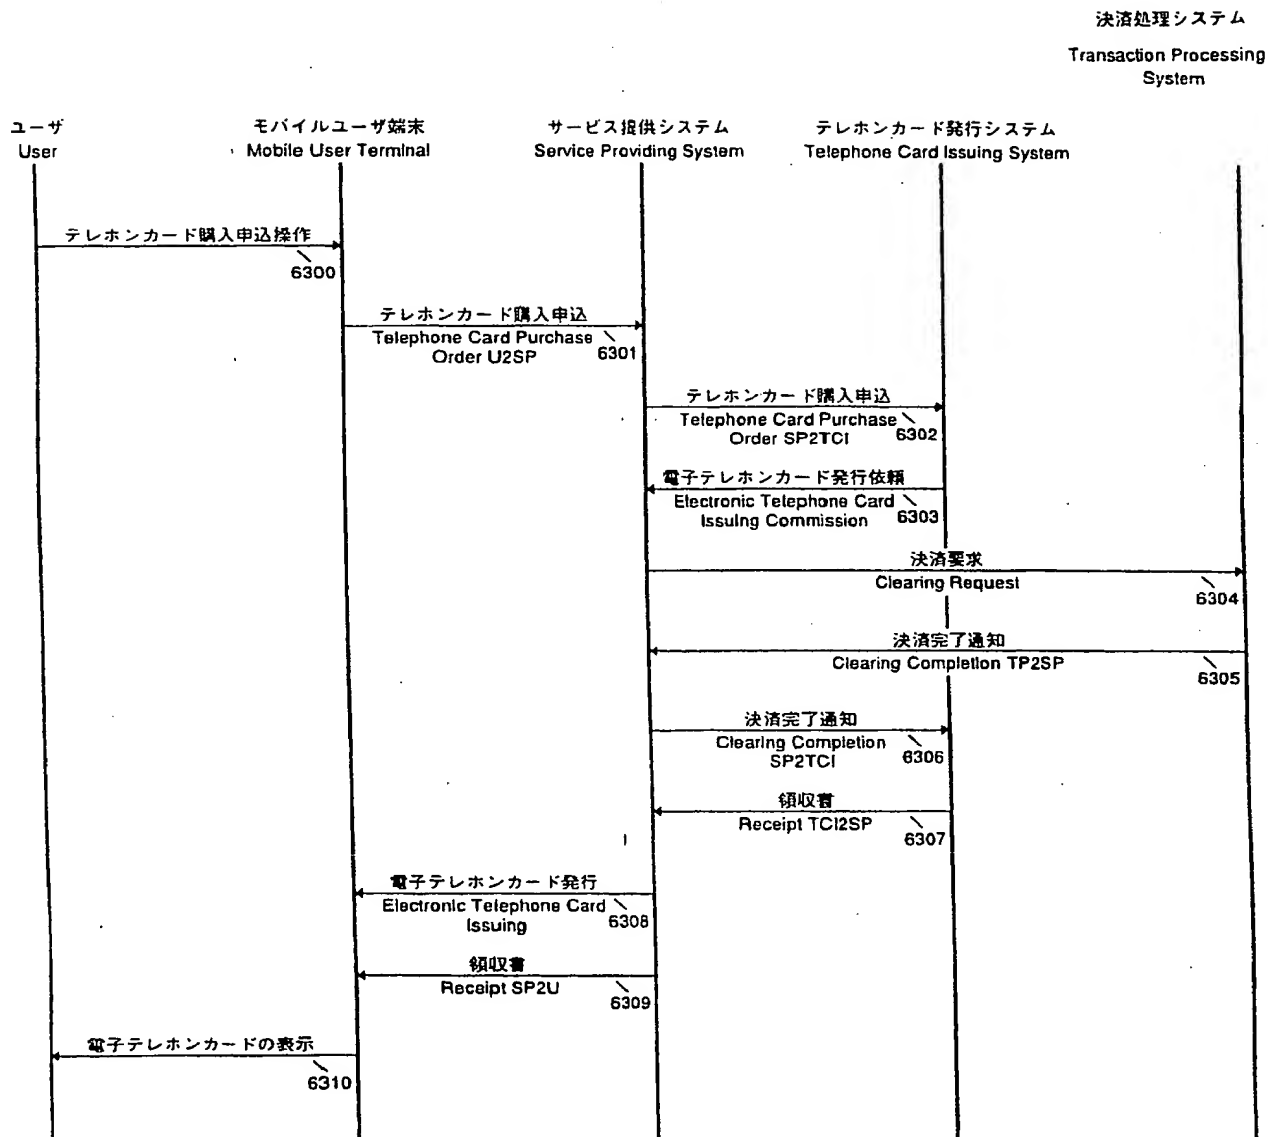 決済処理システム
Transaction Processing
System
ユーザ
User
モバイルユーザ端末
Mobile User Terminal
サービス提供システム
Service Providing System
テレホンカード発行システム
Telephone Card Issuing System
テレホンカード購入申込操作
6300
テレホンカード購入申込
Telephone Card Purchase
Order U2SP
6301
テレホンカード購入申込
Telephone Card Purchase
Order SP2TCI
6302
電子テレホンカード発行依頼
Electronic Telephone Card
Issuing Commission
6303
決済要求
Clearing Request
6304
決済完了通知
Clearing Completion TP2SP
6305
決済完了通知
Clearing Completion
SP2TCI
6306
領収書
Receipt TCI2SP
6307
電子テレホンカード発行
Electronic Telephone Card
Issuing
6308
領収書
Receipt SP2U
6309
電子テレホンカードの表示
6310